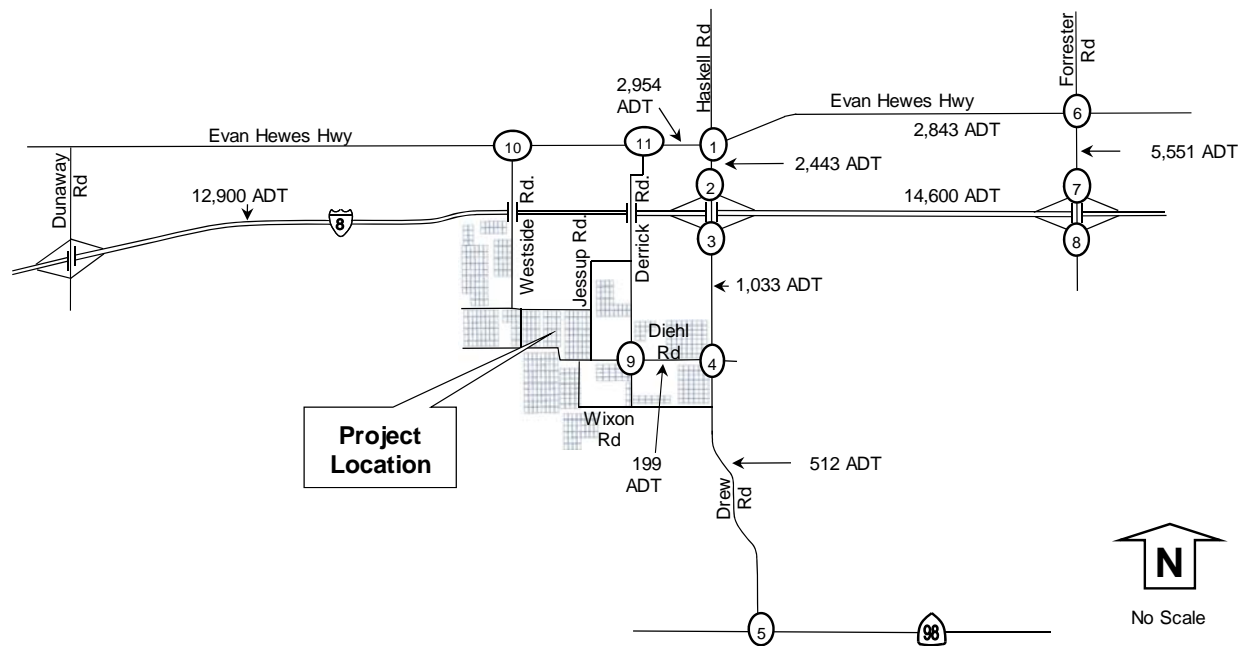 Haskell Rd
Forrester
Rd
2,954
ADT
Evan Hewes Hwy
6
2,843 ADT
Evan Hewes Hwy
10
11
1
2,443 ADT
5,551 ADT
Dunaway
Rd
12,900 ADT
8
Westside Rd.
Jessup Rd.
Derrick Rd.
2
14,600 ADT
7
3
8
1,033 ADT
Diehl
Rd
9
4
Project
Location
Wixon
Rd
199
ADT
512 ADT
Drew
Rd
N
No Scale
5
98